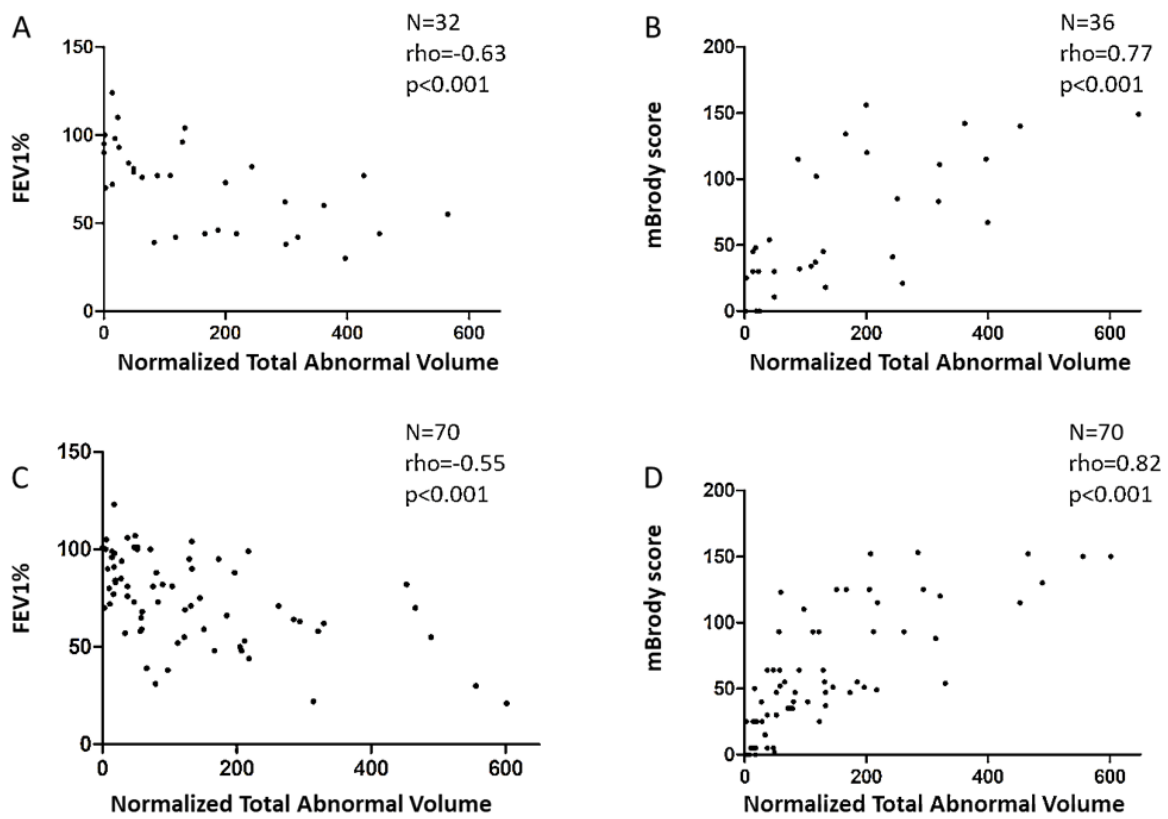 A
N=32
rho=-0.63
p<0.001
150
100
50
0
FEV1%
0 200 400 600
Normalized Total Abnormal Volume
B
N=36
rho=0.77
p<0.001
200
150
100
50
0
mBrody score
0 200 400 600
Normalized Total Abnormal Volume
C
N=70
rho=-0.55
p<0.001
150
100
50
0
FEV1%
0 200 400 600
Normalized Total Abnormal Volume
D
N=70
rho=0.82
p<0.001
200
150
100
50
0
mBrody score
0 200 400 600
Normalized Total Abnormal Volume